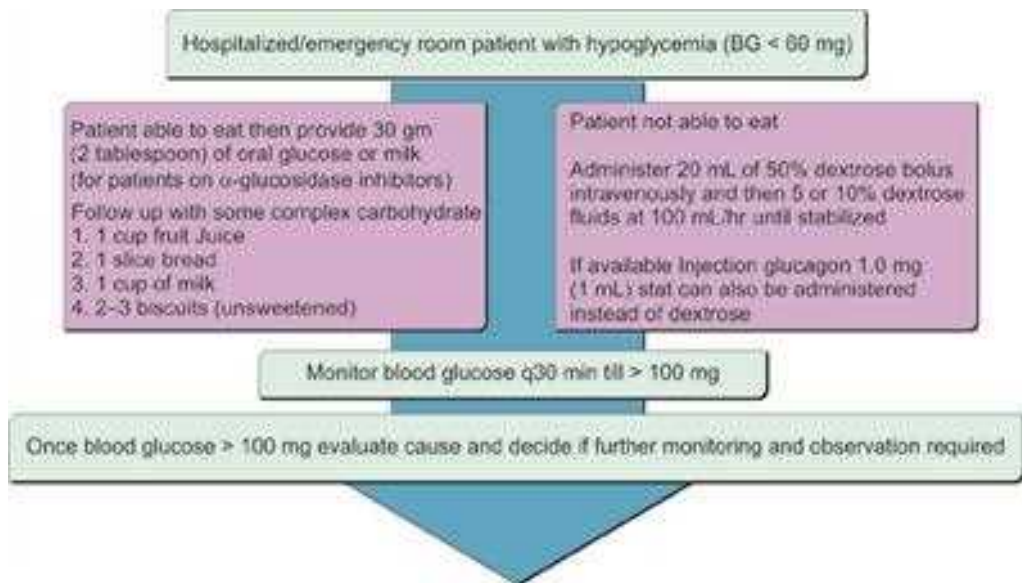 Hospitalized/emergency room patient with hypoglycemia (BG < 60 mg)
Patient able to eat then provide 30 gm
(2 tablespoon) of oral glucose or milk
(for patients on α-glucosidase inhibitors)
Follow up with some complex carbohydrate
1. 1 cup fruit Juice
2. 1 slice bread
3. 1 cup of milk
4. 2–3 biscuits (unsweetened)
Patient not able to eat
Administer 20 mL of 50% dextrose bolus
intravenously and then 5 or 10% dextrose
fluids at 100 mL/hr until stabilized
If available Injection glucagon 1.0 mg
(1 mL) stat can also be administered
instead of dextrose
Monitor blood glucose q30 min till > 100 mg
Once blood glucose > 100 mg evaluate cause and decide if further monitoring and observation required